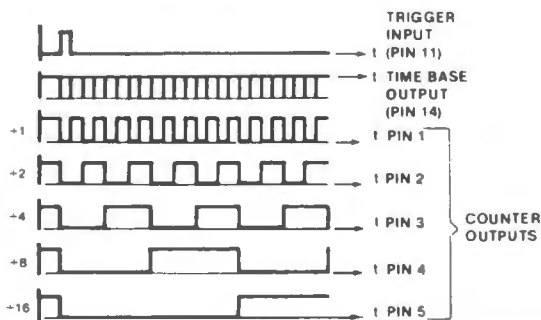 TRIGGER
INPUT
t (PIN 11)
t TIME BASE
OUTPUT
(PIN 14)
÷1
t PIN 1
÷2
t PIN 2
÷4
t PIN 3
COUNTER
OUTPUTS
÷8
t PIN 4
÷16
t PIN 5